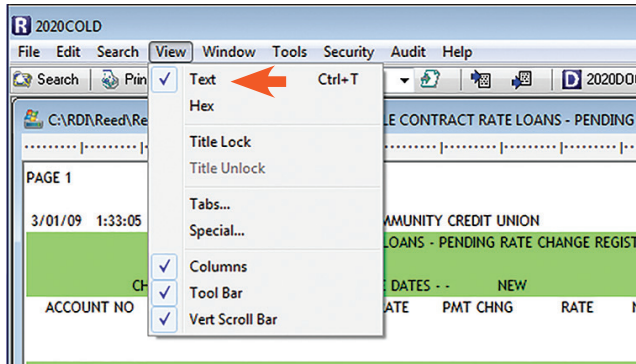 R 2020COLD
File Edit Search View Window Tools Security Audit Help
Search Prin D 2020DO
C:\RDI\Reed\Re LE CONTRACT RATE LOANS - PENDING
Text Ctrl+T
Hex
Title Lock
Title Unlock
Tabs...
Special...
Columns
Tool Bar
Vert Scroll Bar
PAGE 1
3/01/09 1:33:05 MMUNITY CREDIT UNION
LOANS - PENDING RATE CHANGE REGIST
CH DATES - - NEW
ACCOUNT NO ATE PMT CHNG RATE